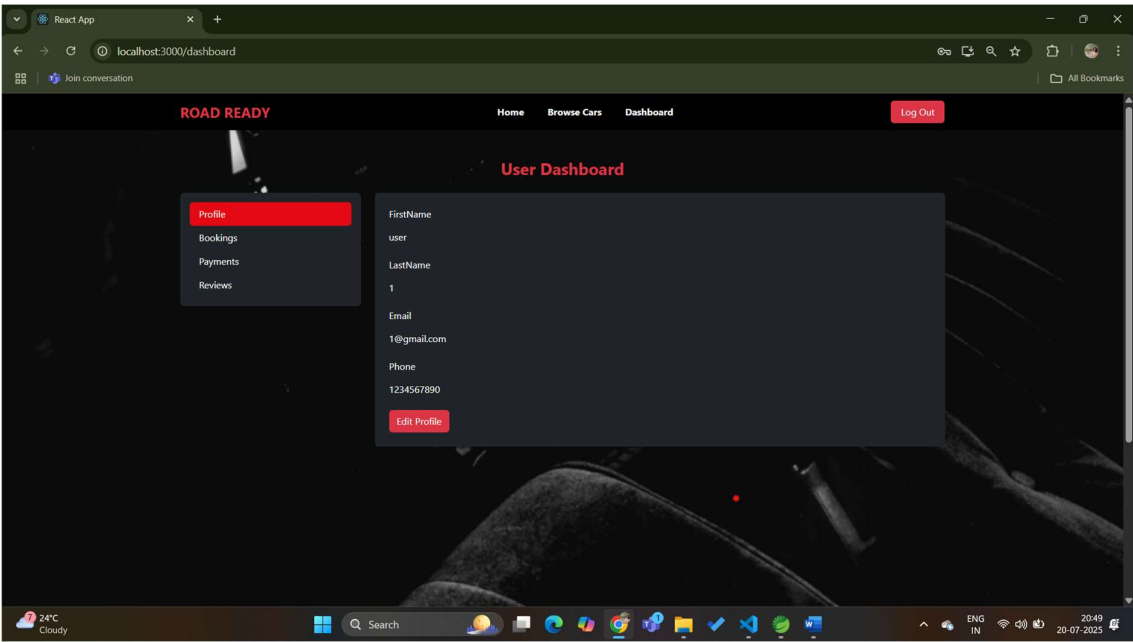 React App
localhost:3000/dashboard
Join conversation
All Bookmarks
ROAD READY
Home Browse Cars Dashboard
Log Out
User Dashboard
Profile
Bookings
Payments
Reviews
FirstName
user
LastName
1
Email
1@gmail.com
Phone
1234567890
Edit Profile
7
24°C
Cloudy
Search
ENG
IN
20:49
20-07-2025